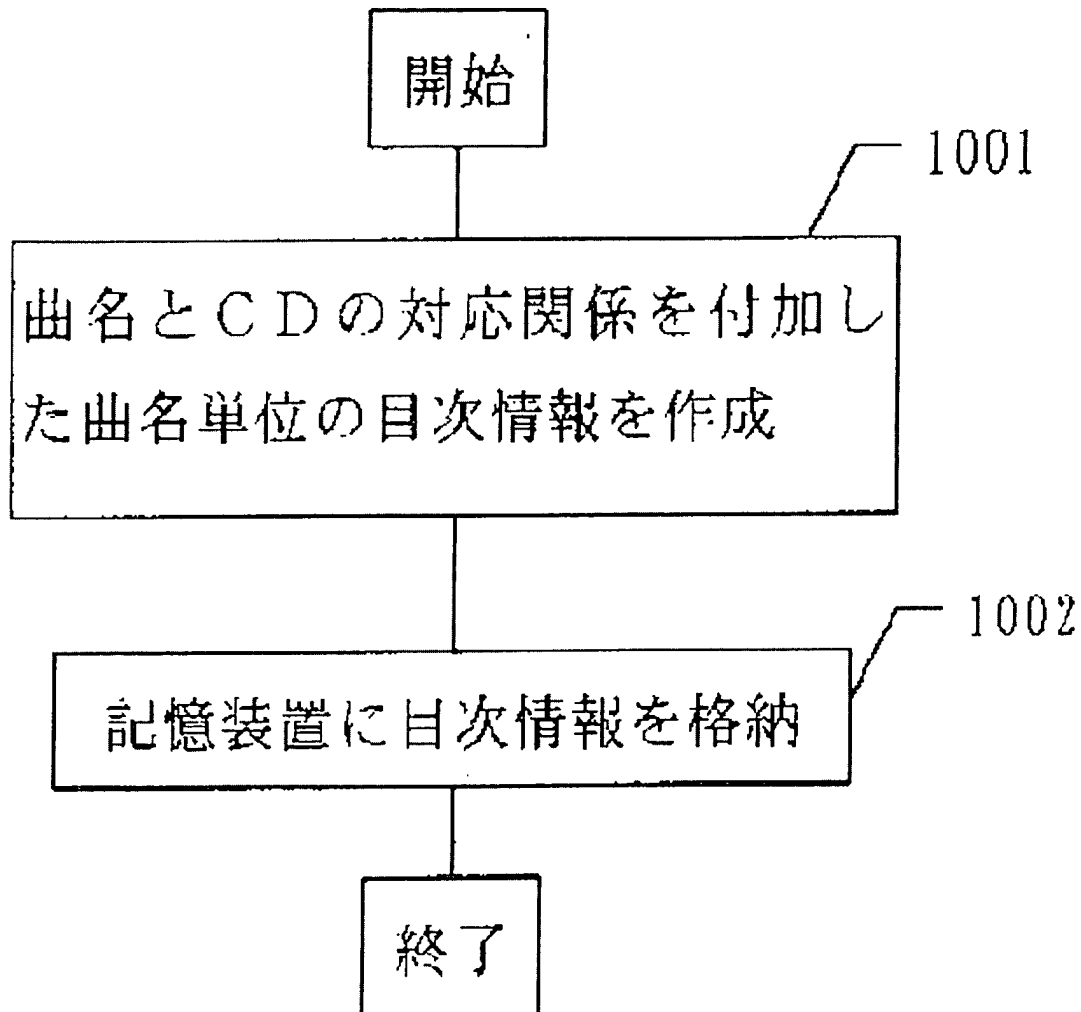 開始
1001
曲名とCDの対応関係を付加し
た曲名単位の目次情報を作成
1002
記憶装置に目次情報を格納
終了